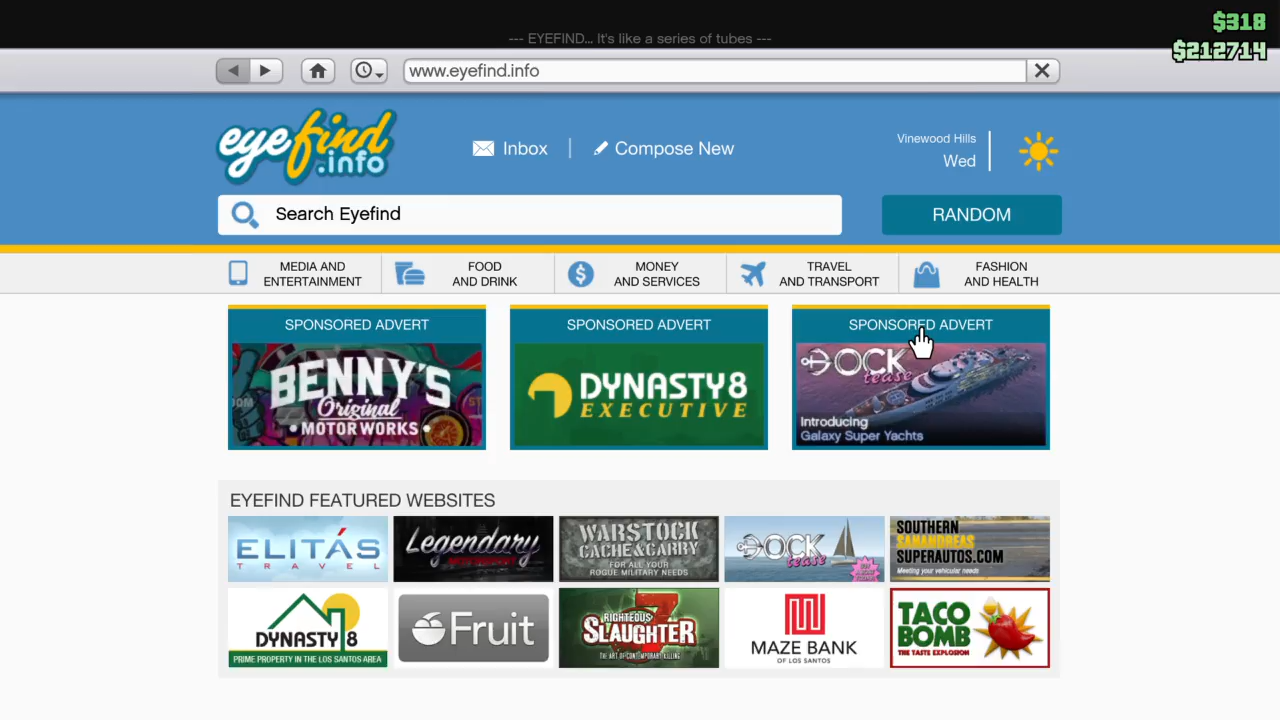 $318
--- EYEFIND... It's like a series of tubes ---
$212714
www.eyefind.info
eyefind
.info
Inbox
Compose New
Vinewood Hills
Wed
Search Eyefind
RANDOM
MEDIA AND
ENTERTAINMENT
FOOD
AND DRINK
MONEY
AND SERVICES
TRAVEL
AND TRANSPORT
FASHION
AND HEALTH
SPONSORED ADVERT
BENNY'S
Original
• MOTOR WORKS •
SPONSORED ADVERT
DYNASTY 8
EXECUTIVE
SPONSORED ADVERT
DOCK
tease
Introducing
Galaxy Super Yachts
EYEFIND FEATURED WEBSITES
ELITÁS
TRAVEL
Legendary
WARSTOCK
CACHE & CARRY
FOR ALL YOUR
ROGUE MILITARY NEEDS
DOCK
tease
SOUTHERN
SANANDREAS
SUPERAUTOS.COM
Meeting your vehicular needs
DYNASTY 8
PRIME PROPERTY IN THE LOS SANTOS AREA
Fruit
RIGHTEOUS
SLAUGHTER
7
THE ART OF CONTEMPORARY KILLING
MAZE BANK
OF LOS SANTOS
TACO
BOMB
THE TASTE EXPLOSION